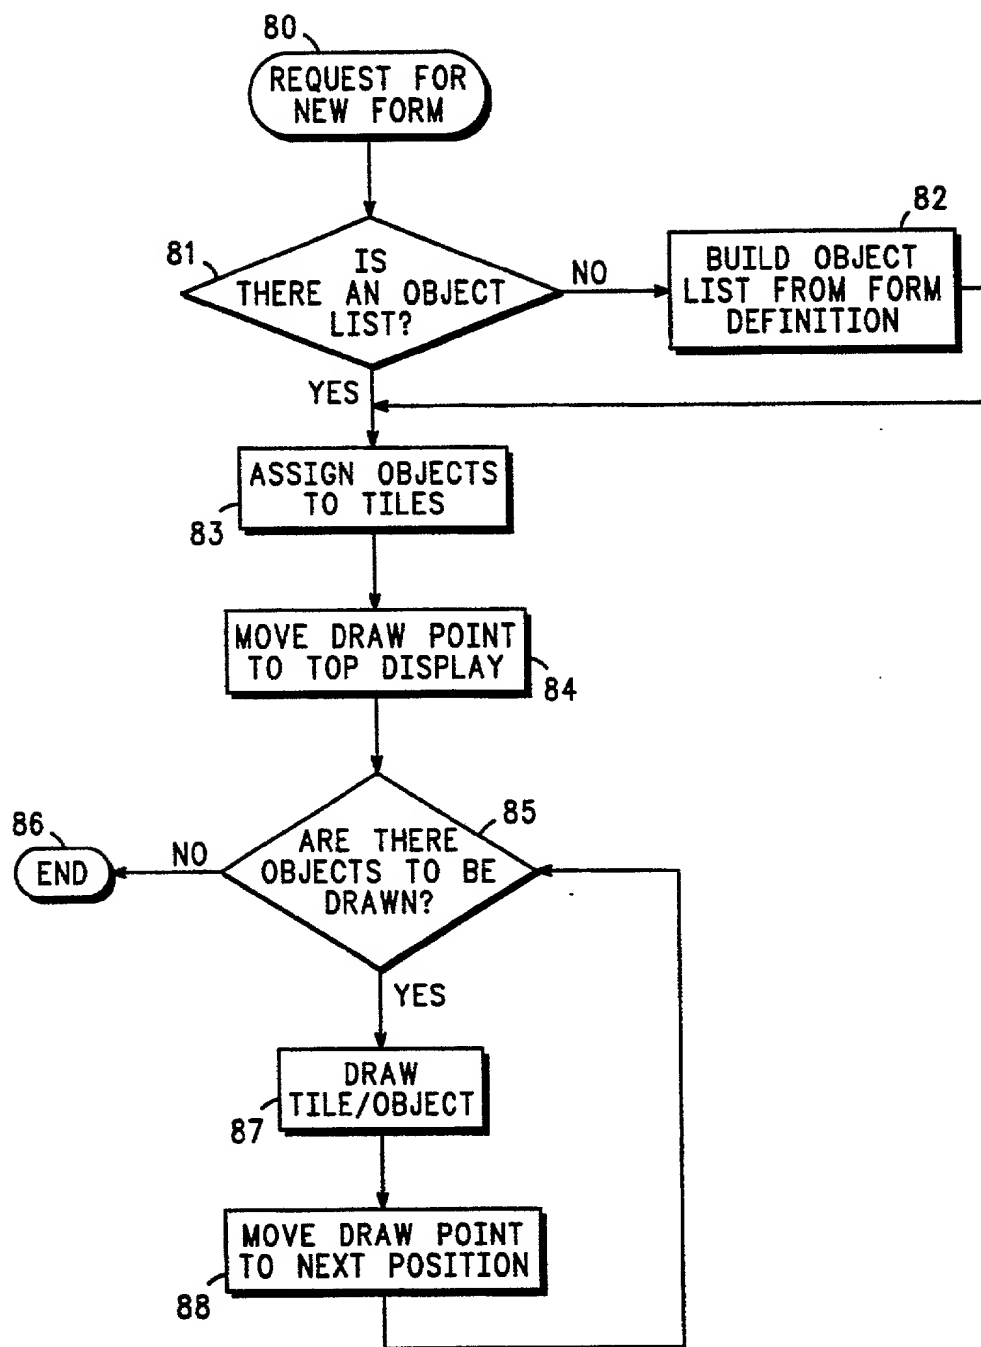 80
REQUEST FOR
NEW FORM
81
IS
THERE AN OBJECT
LIST?
NO
82
BUILD OBJECT
LIST FROM FORM
DEFINITION
YES
ASSIGN OBJECTS
TO TILES
83
MOVE DRAW POINT
TO TOP DISPLAY
84
85
ARE THERE
OBJECTS TO BE
DRAWN?
NO
86
END
YES
DRAW
TILE/OBJECT
87
MOVE DRAW POINT
TO NEXT POSITION
88